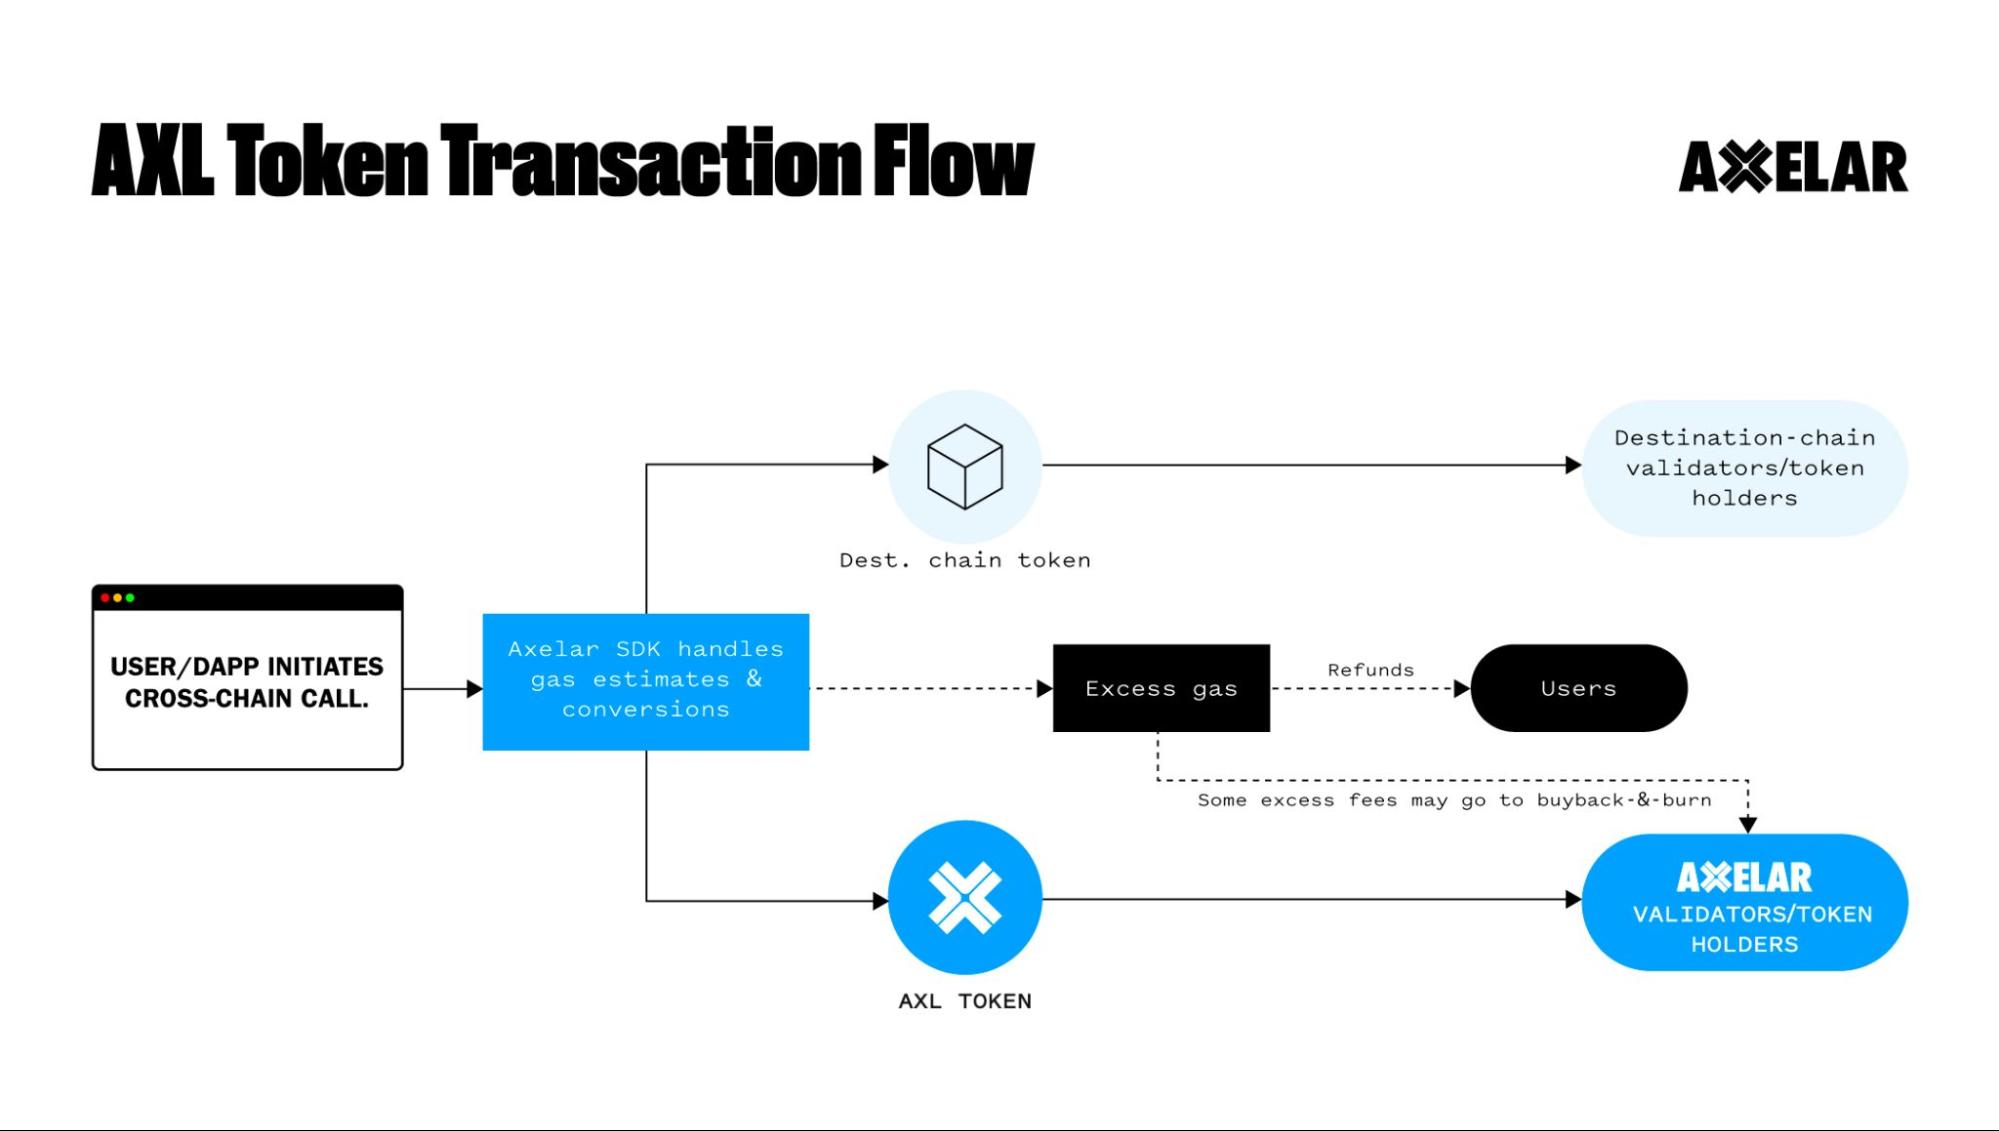 AXL Token Transaction Flow
AXELAR
Destination-chain
validators/token
holders
Dest. chain token
USER/DAPP INITIATES
CROSS-CHAIN CALL.
Axelar SDK handles
gas estimates &
conversions
Excess gas
Refunds
Users
Some excess fees may go to buyback-&-burn
AXELAR
VALIDATORS/TOKEN
HOLDERS
AXL TOKEN